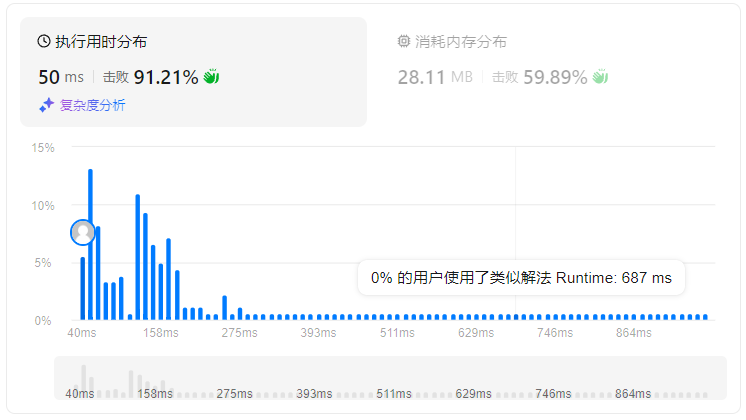 执行用时分布
50 ms 击败 91.21%
复杂度分析
消耗内存分布
28.11 MB 击败 59.89%
15%
10%
5%
0%
0% 的用户使用了类似解法 Runtime: 687 ms
40ms 158ms 275ms 393ms 511ms 629ms 746ms 864ms
40ms 158ms 275ms 393ms 511ms 629ms 746ms 864ms